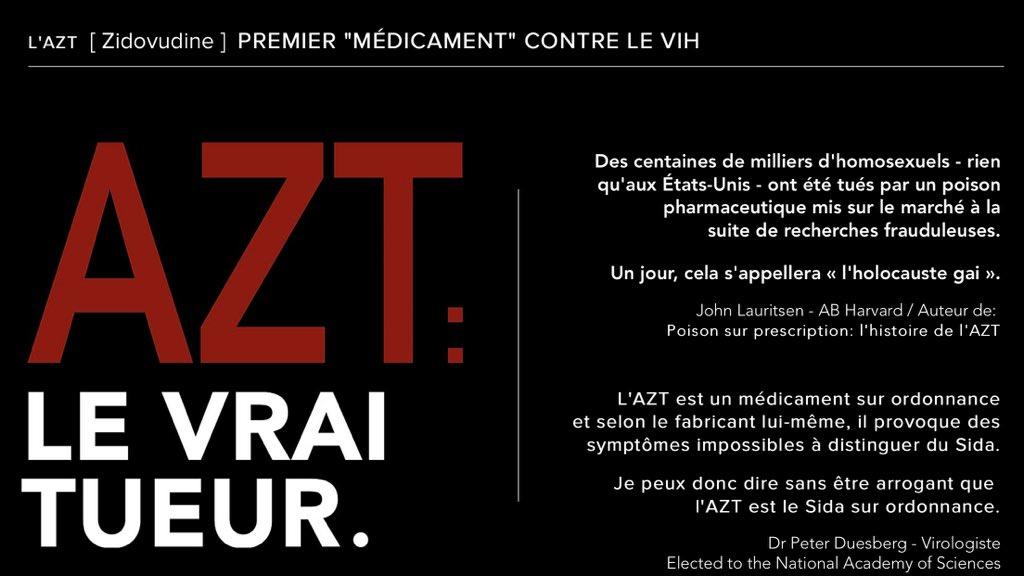 L'AZT [ Zidovudine ] PREMIER "MÉDICAMENT" CONTRE LE VIH
AZT:
LE VRAI
TUEUR.
Des centaines de milliers d'homosexuels - rien
qu'aux États-Unis - ont été tués par un poison
pharmaceutique mis sur le marché à la
suite de recherches frauduleuses.
Un jour, cela s'appellera « l'holocauste gai ».
John Lauritsen - AB Harvard / Auteur de:
Poison sur prescription: l'histoire de l'AZT
L'AZT est un médicament sur ordonnance
et selon le fabricant lui-même, il provoque des
symptômes impossibles à distinguer du Sida.
Je peux donc dire sans être arrogant que
l'AZT est le Sida sur ordonnance.
Dr Peter Duesberg - Virologiste
Elected to the National Academy of Sciences